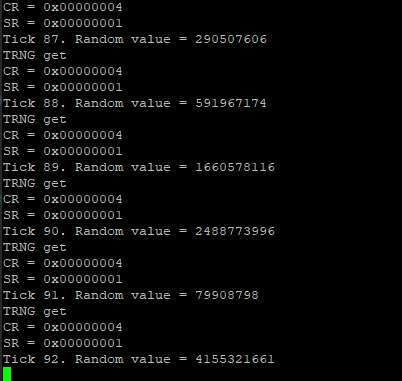 CR = 0x00000004
SR = 0x00000001
Tick 87. Random value = 290507606
TRNG get
CR = 0x00000004
SR = 0x00000001
Tick 88. Random value = 591967174
TRNG get
CR = 0x00000004
SR = 0x00000001
Tick 89. Random value = 1660578116
TRNG get
CR = 0x00000004
SR = 0x00000001
Tick 90. Random value = 2488773996
TRNG get
CR = 0x00000004
SR = 0x00000001
Tick 91. Random value = 79908798
TRNG get
CR = 0x00000004
SR = 0x00000001
Tick 92. Random value = 4155321661